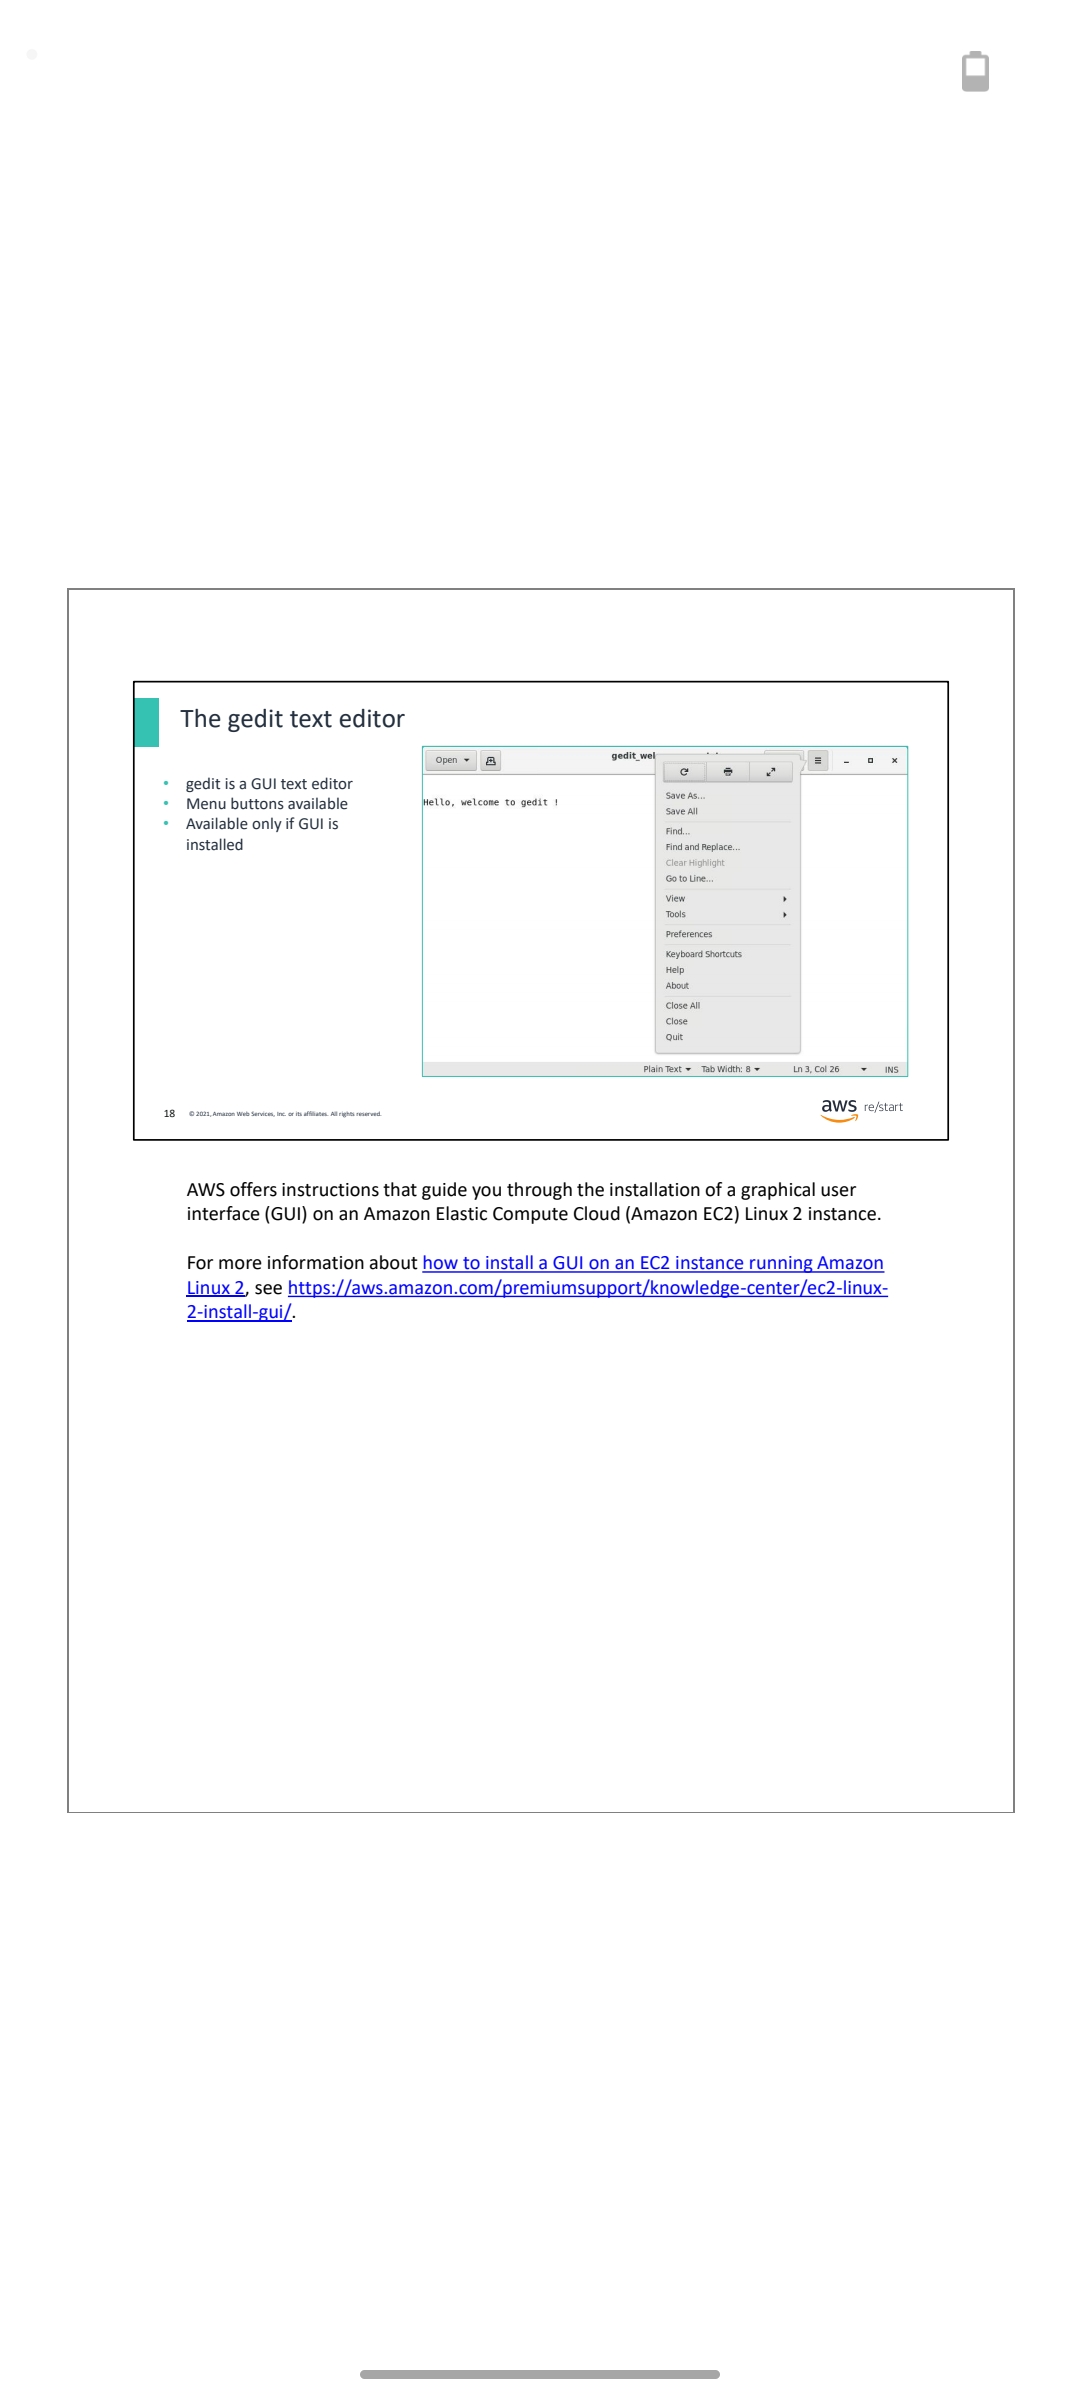 The gedit text editor
• gedit is a GUI text editor
• Menu buttons available
• Available only if GUI is
installed
Open
Hello, welcome to gedit !
Save As...
Save All
Find...
Find and Replace...
Clear Highlight
Go to Line...
View
Tools
Preferences
Keyboard Shortcuts
Help
About
Close All
Close
Quit
Plain Text Tab Width: 8 Ln 3, Col 26 INS
18 © 2021, Amazon Web Services, Inc. or its affiliates. All rights reserved.
aws re/start
AWS offers instructions that guide you through the installation of a graphical user
interface (GUI) on an Amazon Elastic Compute Cloud (Amazon EC2) Linux 2 instance.
For more information about how to install a GUI on an EC2 instance running Amazon
Linux 2, see https://aws.amazon.com/premiumsupport/knowledge-center/ec2-linux-
2-install-gui/.